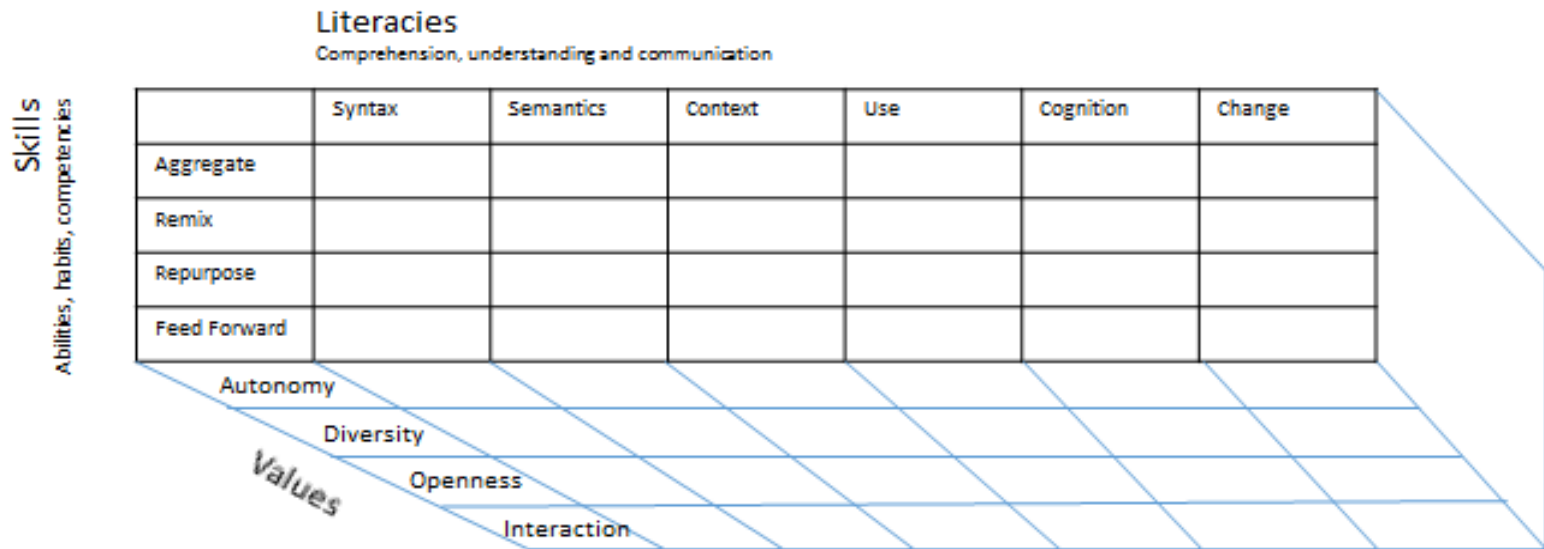 Literacies
Comprehension, understanding and communication
Skills
Abilities, habits, competencies
Syntax Semantics Context Use Cognition Change
Aggregate
Remix
Repurpose
Feed Forward
Autonomy
Diversity
Openness
Interaction
Values